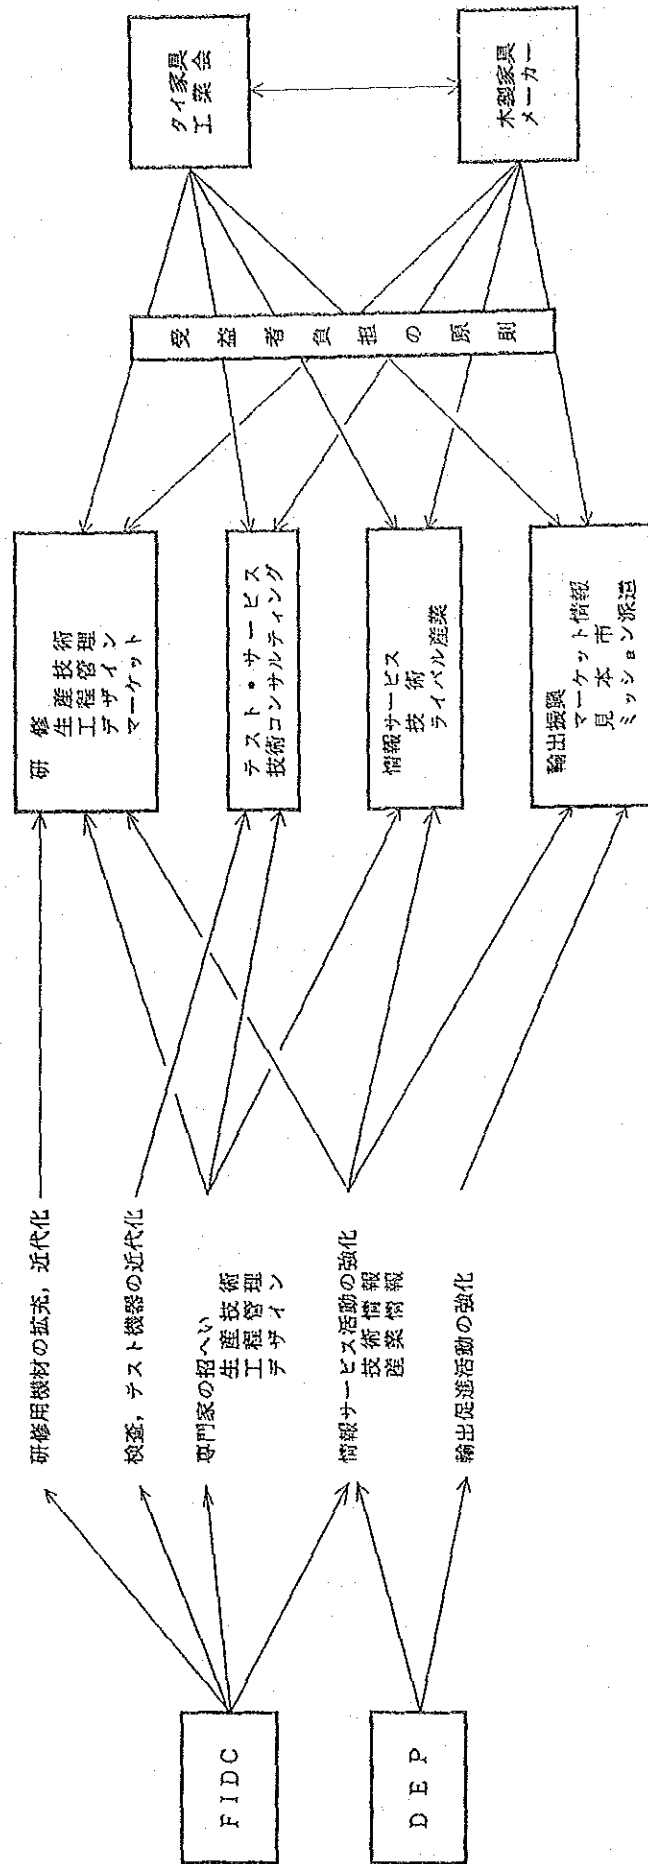 FIDC
DEP
研修用機材の拡充，近代化
検査，テスト機器の近代化
専門家の招へい
生産技術
工程管理
デザイン
情報サービス活動の強化
技術情報
産業情報
輸出促進活動の強化
研　修
生産技術
工程管理
デザイン
マーケット
テスト・サービス
技術コンサルティング
情報サービス
技　術
ライバル産業
輸出振興
マーケット情報
見本市
ミッション派遣
受益者負担の原則
タイ家具
工業会
木製家具
メーカー